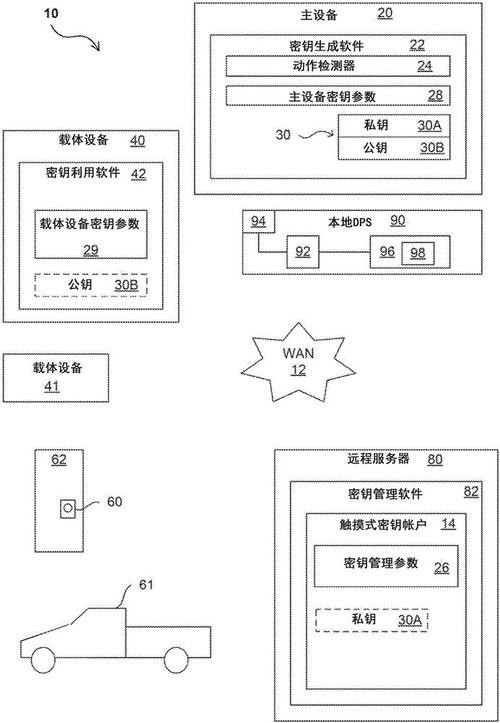 10
主设备 20
密钥生成软件 22
动作检测器 24
主设备密钥参数 28
30
私钥 30A
公钥 30B
载体设备 40
密钥利用软件 42
载体设备密钥参数
29
公钥 30B
94
本地DPS 90
92
96
98
载体设备
41
WAN
12
62
60
61
远程服务器 80
密钥管理软件 82
触摸式密钥帐户 14
密钥管理参数 26
私钥 30A